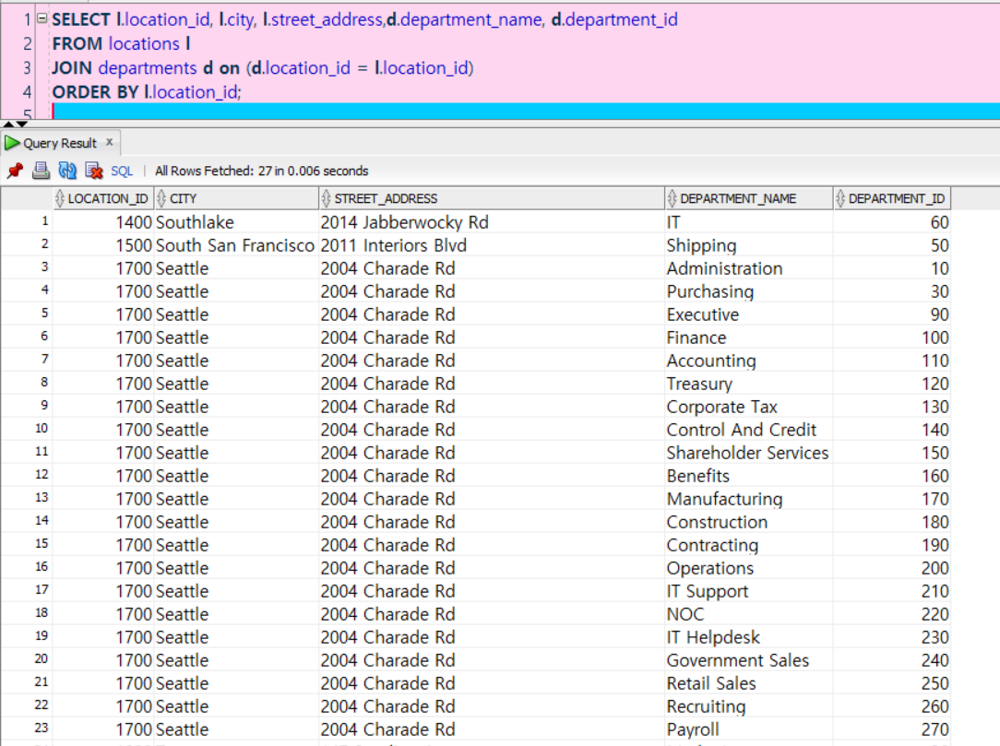 1 SELECT l.location_id, l.city, l.street_address,d.department_name, d.department_id
2 FROM locations l
3 JOIN departments d on (d.location_id = l.location_id)
4 ORDER BY l.location_id;
5
Query Result x
SQL | All Rows Fetched: 27 in 0.006 seconds
LOCATION_ID CITY STREET_ADDRESS DEPARTMENT_NAME DEPARTMENT_ID
1 1400 Southlake 2014 Jabberwocky Rd IT 60
2 1500 South San Francisco 2011 Interiors Blvd Shipping 50
3 1700 Seattle 2004 Charade Rd Administration 10
4 1700 Seattle 2004 Charade Rd Purchasing 30
5 1700 Seattle 2004 Charade Rd Executive 90
6 1700 Seattle 2004 Charade Rd Finance 100
7 1700 Seattle 2004 Charade Rd Accounting 110
8 1700 Seattle 2004 Charade Rd Treasury 120
9 1700 Seattle 2004 Charade Rd Corporate Tax 130
10 1700 Seattle 2004 Charade Rd Control And Credit 140
11 1700 Seattle 2004 Charade Rd Shareholder Services 150
12 1700 Seattle 2004 Charade Rd Benefits 160
13 1700 Seattle 2004 Charade Rd Manufacturing 170
14 1700 Seattle 2004 Charade Rd Construction 180
15 1700 Seattle 2004 Charade Rd Contracting 190
16 1700 Seattle 2004 Charade Rd Operations 200
17 1700 Seattle 2004 Charade Rd IT Support 210
18 1700 Seattle 2004 Charade Rd NOC 220
19 1700 Seattle 2004 Charade Rd IT Helpdesk 230
20 1700 Seattle 2004 Charade Rd Government Sales 240
21 1700 Seattle 2004 Charade Rd Retail Sales 250
22 1700 Seattle 2004 Charade Rd Recruiting 260
23 1700 Seattle 2004 Charade Rd Payroll 270